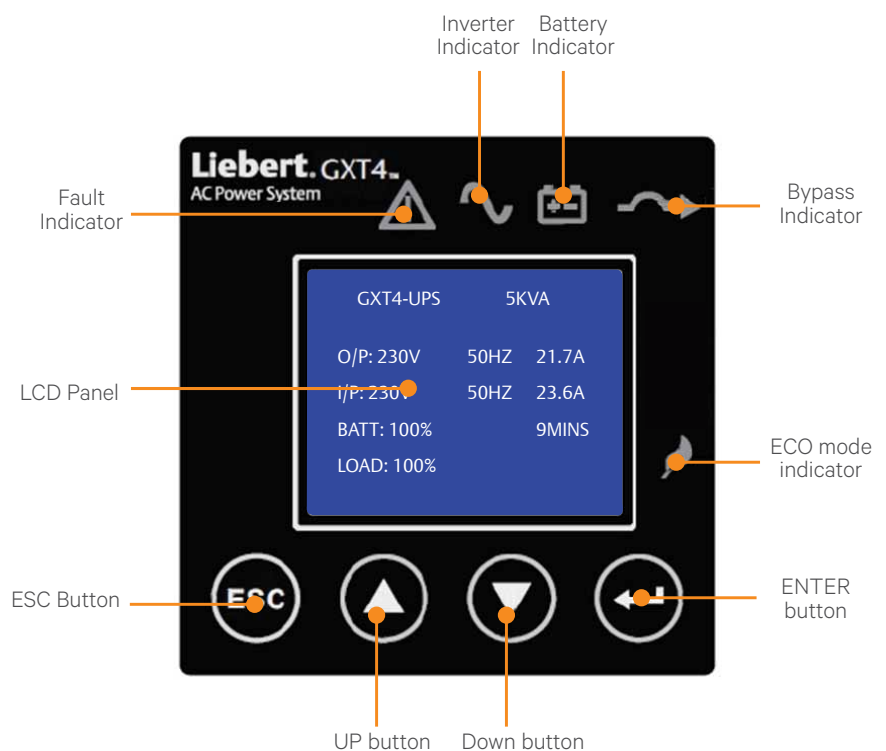 Inverter
Indicator
Battery
Indicator
Liebert. GXT4™
AC Power System
Fault
Indicator
Bypass
Indicator
GXT4-UPS 5KVA
O/P: 230V 50HZ 21.7A
I/P: 230V 50HZ 23.6A
BATT: 100% 9MINS
LOAD: 100%
LCD Panel
ECO mode
indicator
ESC
ESC Button
ENTER
button
UP button
Down button